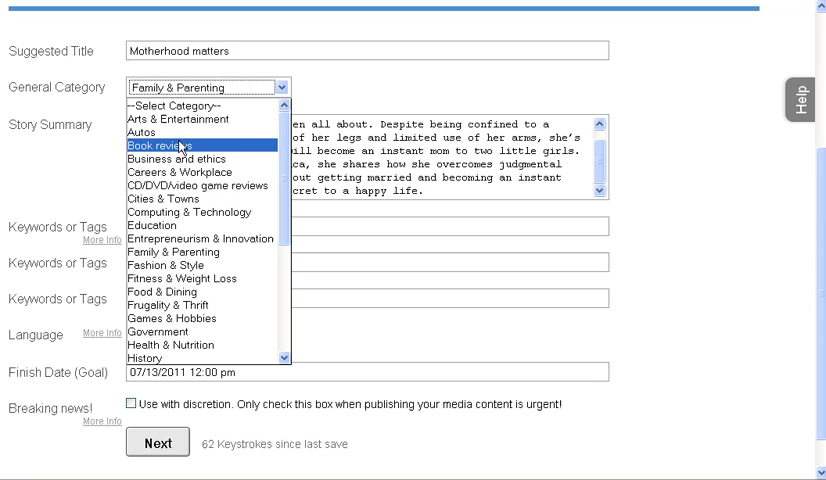 Suggested Title
Motherhood matters
General Category
Family & Parenting
--Select Category--
Arts & Entertainment
Autos
Book reviews
Business and ethics
Careers & Workplace
CD/DVD/video game reviews
Cities & Towns
Computing & Technology
Education
Entrepreneurism & Innovation
Family & Parenting
Fashion & Style
Fitness & Weight Loss
Food & Dining
Frugality & Thrift
Games & Hobbies
Government
Health & Nutrition
History
Story Summary
en all about. Despite being confined to a
of her legs and limited use of her arms, she's
ill become an instant mom to two little girls.
ca, she shares how she overcomes judgmental
out getting married and becoming an instant
cret to a happy life.
Keywords or Tags
More Info
Keywords or Tags
Keywords or Tags
Language More Info
Finish Date (Goal)
07/13/2011 12:00 pm
Breaking news!
More Info
Use with discretion. Only check this box when publishing your media content is urgent!
Next
62 Keystrokes since last save
Help